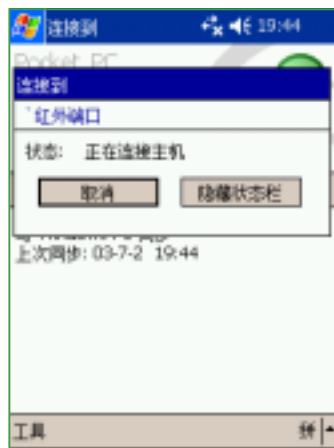 连接到 19:44
Pocket PC
连接到
`红外端口
状态: 正在连接主机
取消 隐藏状态栏
上次同步: 03-7-2 19:44
工具 拼